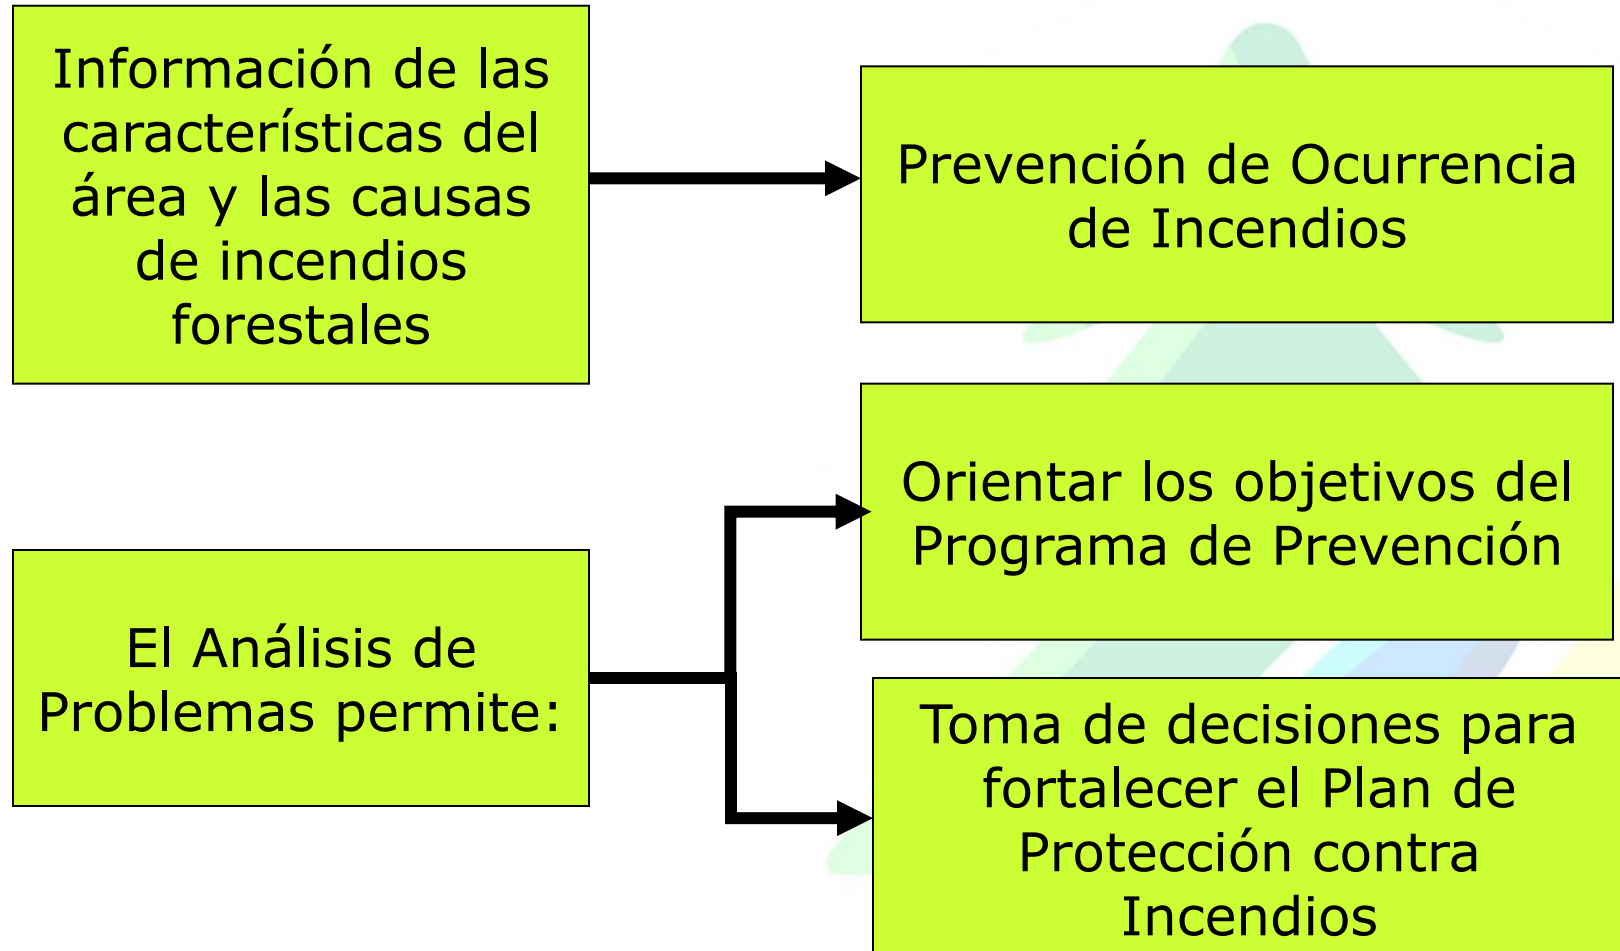 Información de las
características del
área y las causas
de incendios
forestales
Prevención de Ocurrencia
de Incendios
El Análisis de
Problemas permite:
Orientar los objetivos del
Programa de Prevención
Toma de decisiones para
fortalecer el Plan de
Protección contra
Incendios